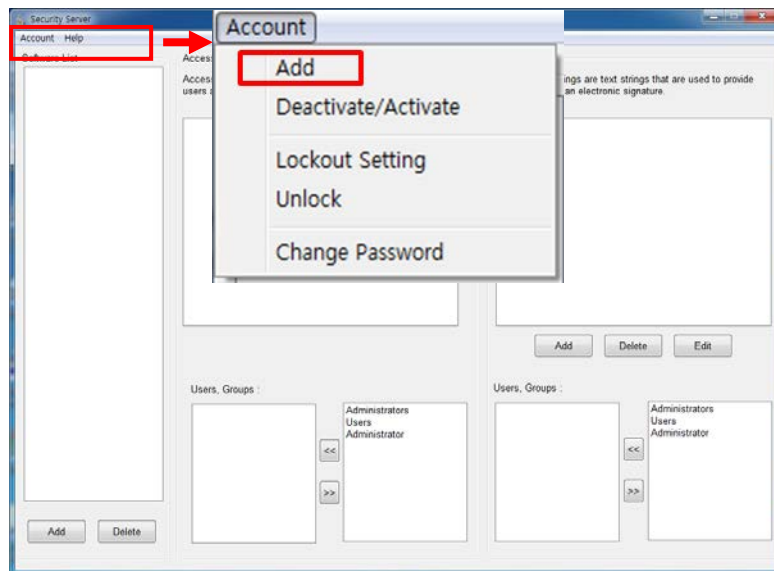 Security Server
Account Help
Software List
Account
Add
Deactivate/Activate
Lockout Setting
Unlock
Change Password
Acces
Acces
users
ings are text strings that are used to provide
an electronic signature.
Add Delete Edit
Users, Groups :
Administrators
Users
Administrator
<<
>>
Users, Groups :
Administrators
Users
Administrator
<<
>>
Add Delete